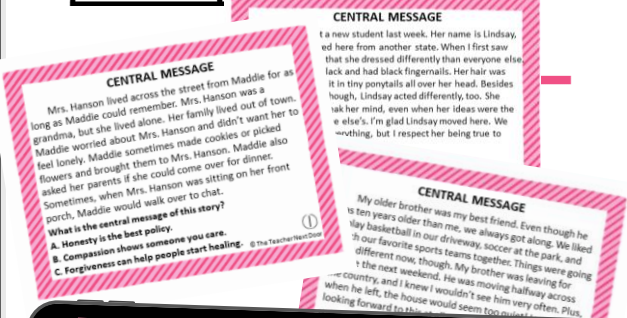 CENTRAL MESSAGE
Mrs. Hanson lived across the street from Maddie for as
long as Maddie could remember. Mrs. Hanson was a
grandma, but she lived alone. Her family lived out of town.
Maddie worried about Mrs. Hanson and didn't want her to
feel lonely. Maddie sometimes made cookies or picked
flowers and brought them to Mrs. Hanson. Maddie also
asked her parents if she could come over for dinner.
Sometimes, when Mrs. Hanson was sitting on her front
porch, Maddie would walk over to chat.
What is the central message of this story?
A. Honesty is the best policy.
B. Compassion shows someone you care.
C. Forgiveness can help people start healing.
1
©TheTeacherNextDoor
CENTRAL MESSAGE
t a new student last week. Her name is Lindsay,
ed here from another state. When I first saw
that she dressed differently than everyone else.
lack and had black fingernails. Her hair was
it in tiny ponytails all over her head. Besides
hough, Lindsay acted differently, too. She
eak her mind, even when her ideas were the
e else's. I'm glad Lindsay moved here. We
erything, but I respect her being true to
CENTRAL MESSAGE
My older brother was my best friend. Even though he
s ten years older than me, we always got along. We liked
lay basketball in our driveway, soccer at the park, and
h our favorite sports teams together. Things were going
different now, though. My brother was leaving for
the next weekend. He was moving halfway across
country, and I knew I wouldn't see him very often. Plus,
when he left, the house would seem too
looking forward to